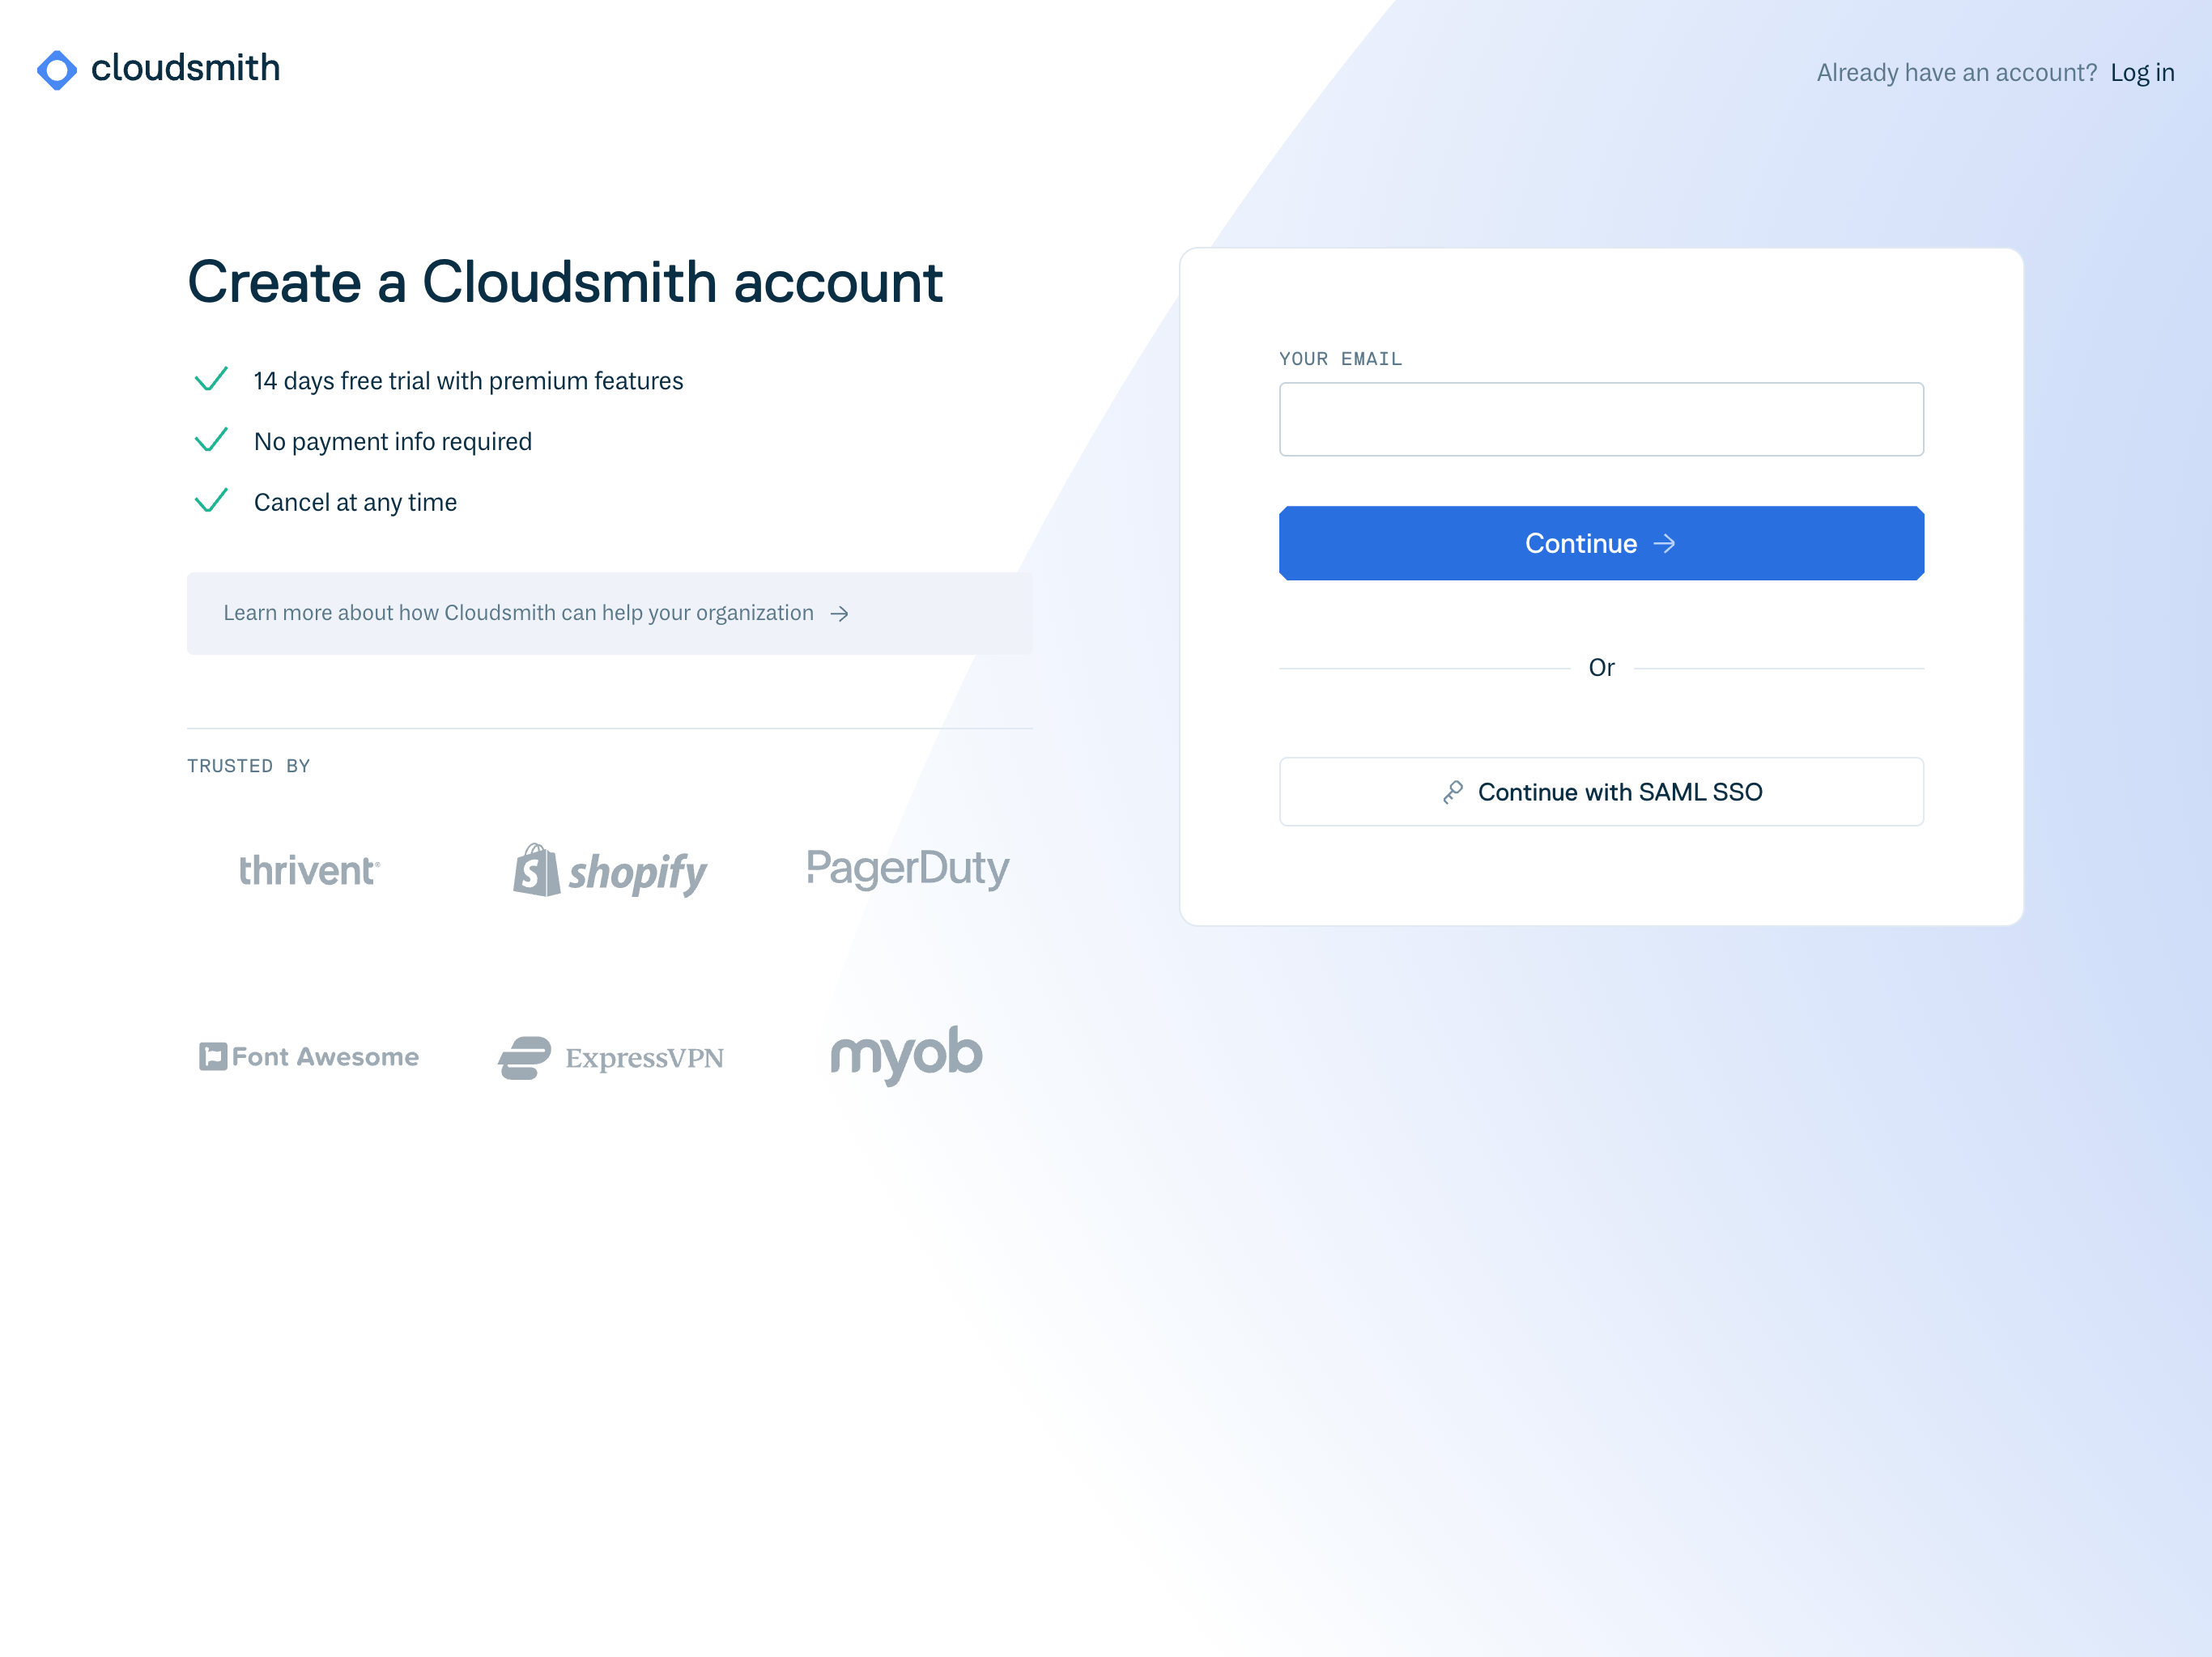 cloudsmith
Already have an account? Log in
Create a Cloudsmith account
14 days free trial with premium features
No payment info required
Cancel at any time
Learn more about how Cloudsmith can help your organization
TRUSTED BY
thrivent®
shopify
PagerDuty
Font Awesome
ExpressVPN
myob
YOUR EMAIL
Continue
Or
Continue with SAML SSO